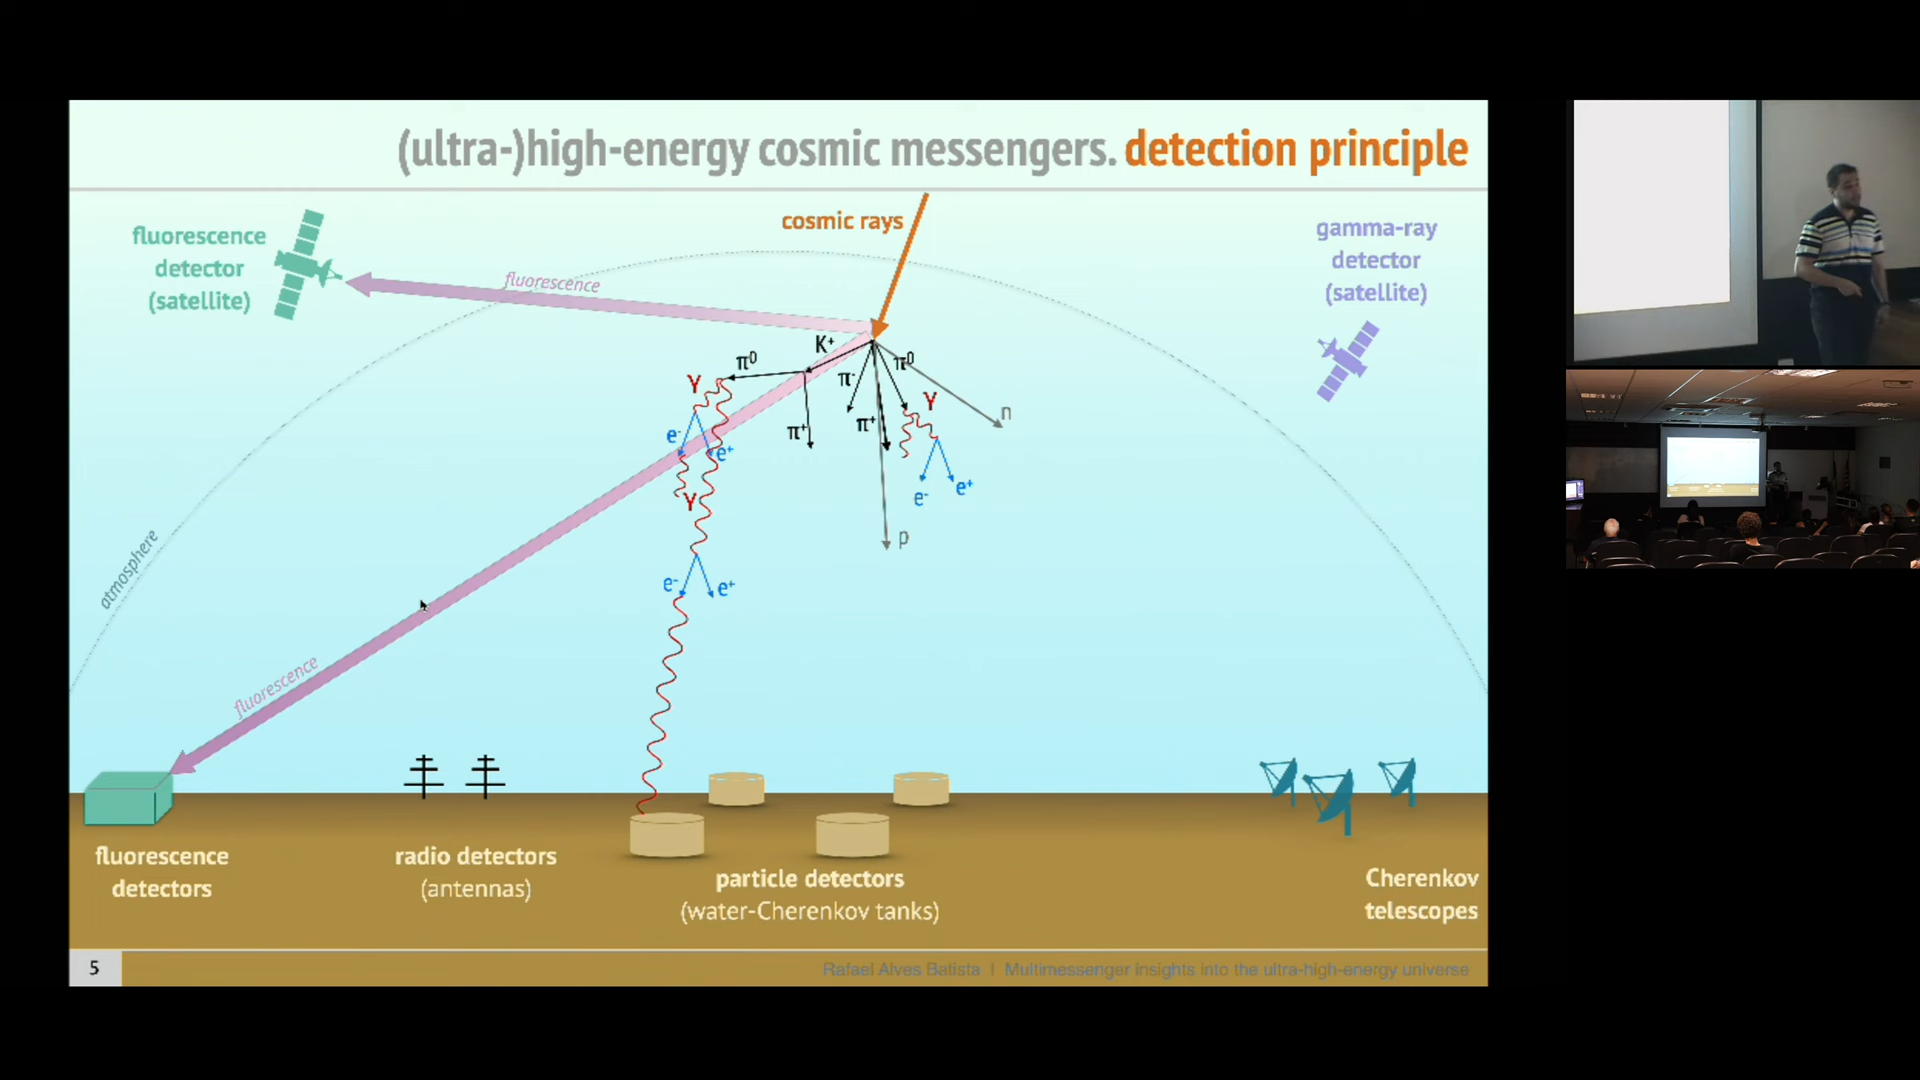 (ultra-)high-energy cosmic messengers. detection principle
cosmic rays
fluorescence
detector
(satellite)
gamma-ray
detector
(satellite)
fluorescence
K⁺
π⁰
π⁰
π⁻
γ
γ
n
π⁺
π⁺
e⁻
e⁺
e⁻
e⁺
γ
p
atmosphere
e⁻
e⁺
fluorescence
fluorescence
detectors
radio detectors
(antennas)
particle detectors
(water-Cherenkov tanks)
Cherenkov
telescopes
5
Rafael Alves Batista | Multimessenger insights into the ultra-high-energy universe